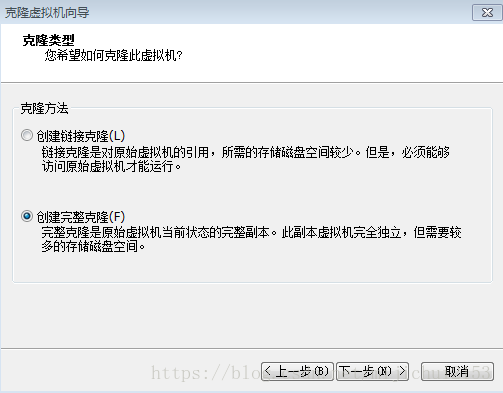 克隆虚拟机向导
克隆类型
您希望如何克隆此虚拟机?
克隆方法
创建链接克隆(L)
链接克隆是对原始虚拟机的引用，所需的存储磁盘空间较少。但是，必须能够
访问原始虚拟机才能运行。
创建完整克隆(F)
完整克隆是原始虚拟机当前状态的完整副本。此副本虚拟机完全独立，但需要较
多的存储磁盘空间。
< 上一步(B) 下一步(N) > 取消